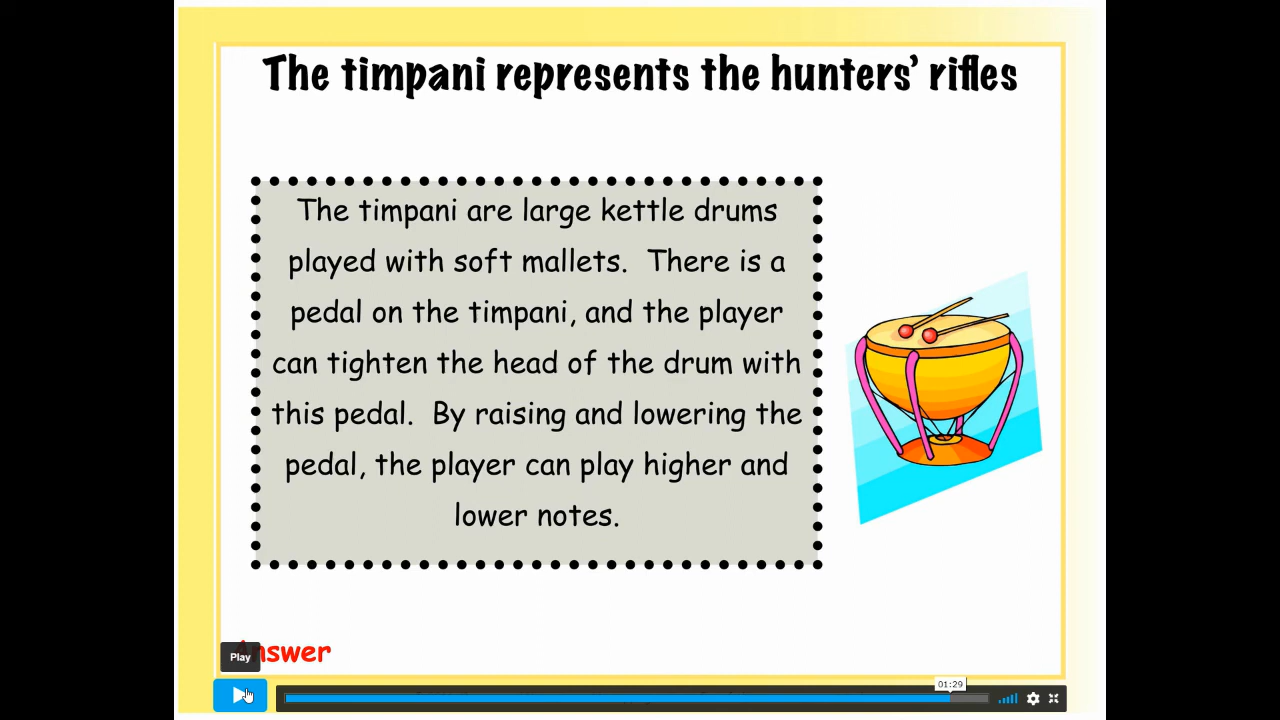 The timpani represents the hunters' rifles
The timpani are large kettle drums
played with soft mallets. There is a
pedal on the timpani, and the player
can tighten the head of the drum with
this pedal. By raising and lowering the
pedal, the player can play higher and
lower notes.
Answer
Play
01:29